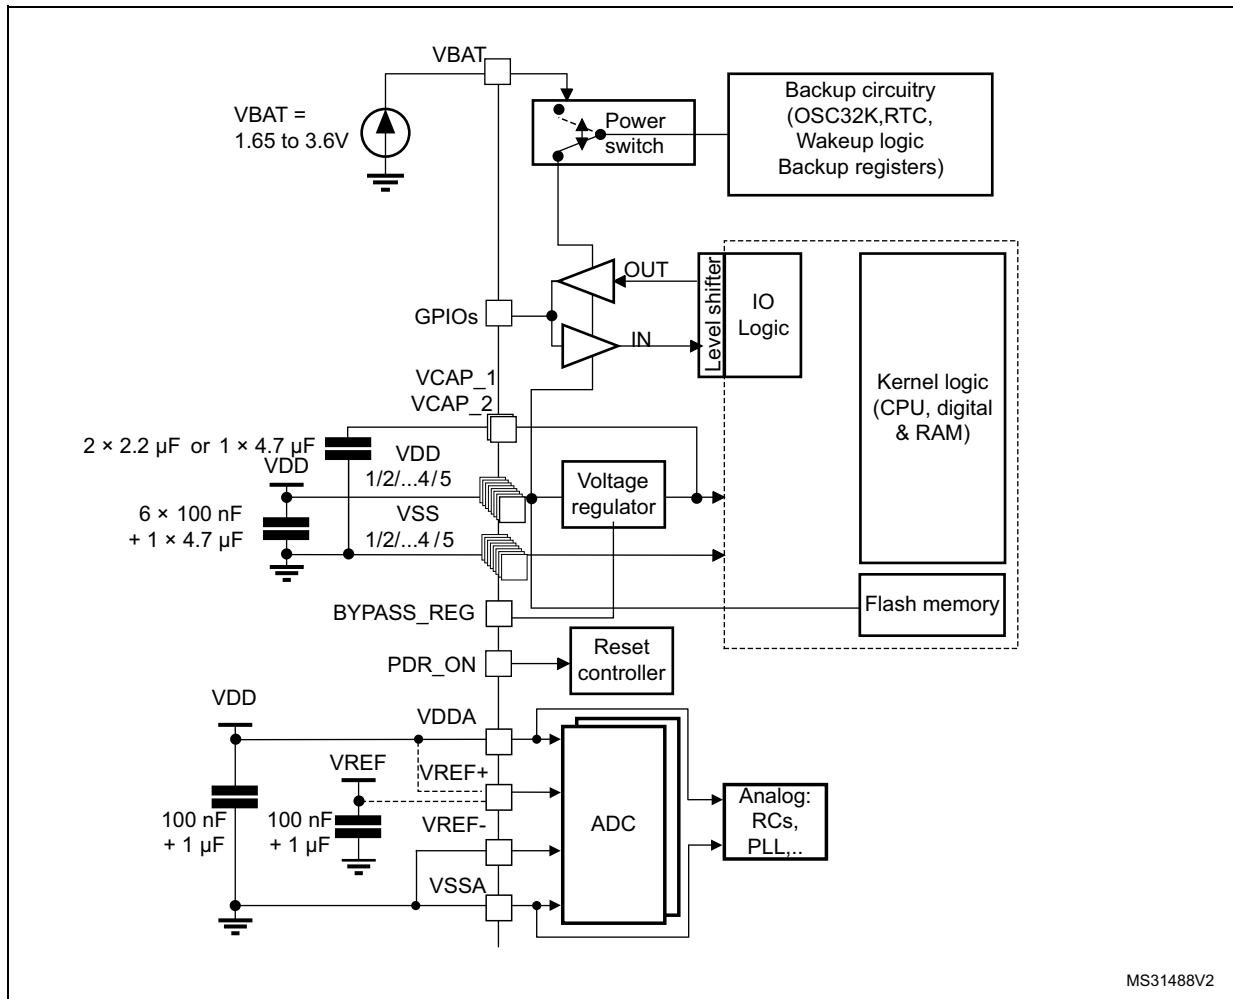 VBAT
VBAT =
1.65 to 3.6V
Power
switch
Backup circuitry
(OSC32K,RTC,
Wakeup logic
Backup registers)
OUT
GPIOs
IN
Level shifter
IO
Logic
Kernel logic
(CPU, digital
& RAM)
VCAP_1
VCAP_2
2 × 2.2 μF or 1 × 4.7 μF
VDD
VDD
1/2/...4/5
Voltage
regulator
6 × 100 nF
+ 1 × 4.7 μF
VSS
1/2/...4/5
Flash memory
BYPASS_REG
PDR_ON
Reset
controller
VDD
VDDA
VREF
VREF+
100 nF
+ 1 μF
100 nF
+ 1 μF
VREF-
ADC
Analog:
RCs,
PLL,..
VSSA
MS31488V2